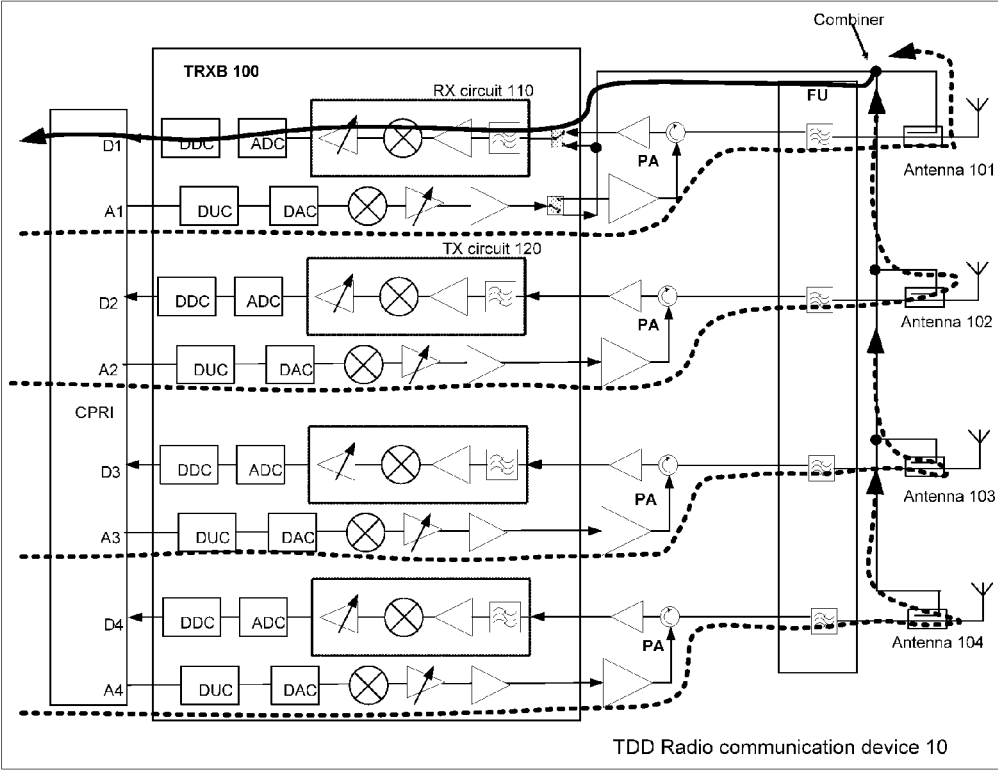 Combiner
TRXB 100
RX circuit 110
FU
D1
DDC
ADC
PA
Antenna 101
A1
DUC
DAC
TX circuit 120
D2
DDC
ADC
PA
Antenna 102
A2
DUC
DAC
CPRI
D3
DDC
ADC
PA
Antenna 103
A3
DUC
DAC
D4
DDC
ADC
PA
Antenna 104
A4
DUC
DAC
TDD Radio communication device 10